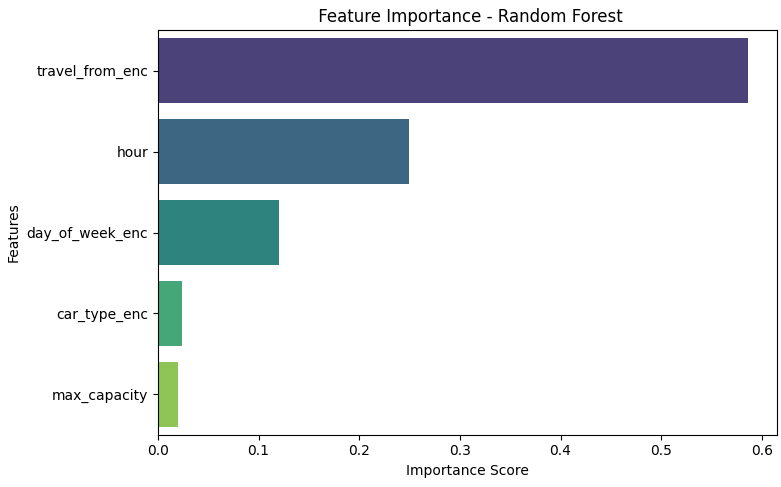 Feature Importance - Random Forest
Features
travel_from_enc
hour
day_of_week_enc
car_type_enc
max_capacity
0.0 0.1 0.2 0.3 0.4 0.5 0.6
Importance Score